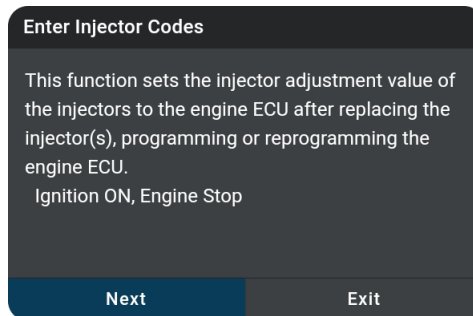 Enter Injector Codes
This function sets the injector adjustment value of
the injectors to the engine ECU after replacing the
injector(s), programming or reprogramming the
engine ECU.
Ignition ON, Engine Stop
Next
Exit